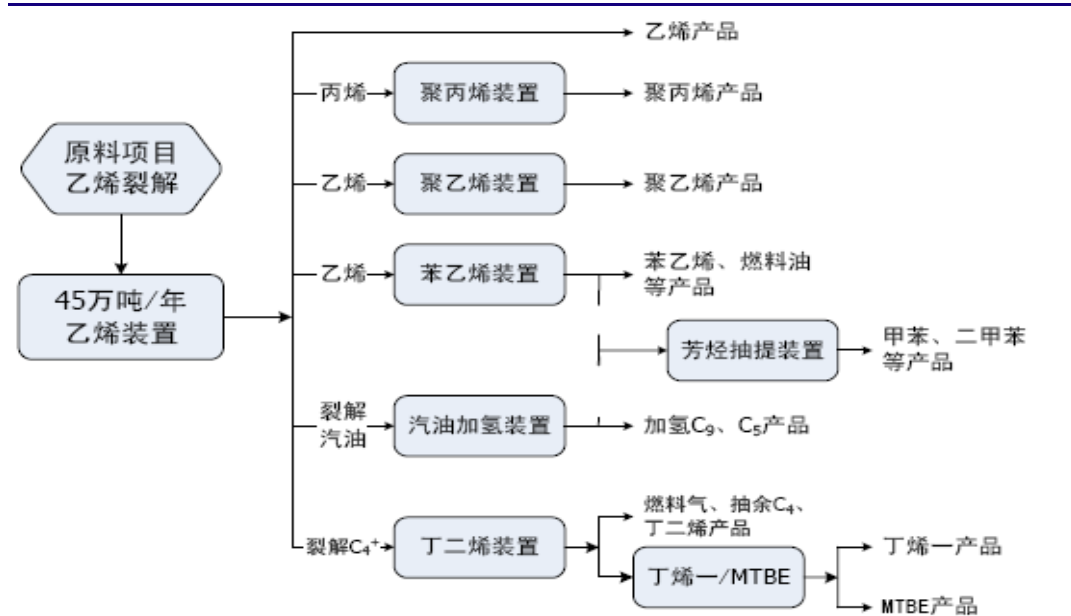 乙烯产品
丙烯
聚丙烯装置
聚丙烯产品
原料项目
乙烯裂解
乙烯
聚乙烯装置
聚乙烯产品
45万吨/年
乙烯装置
乙烯
苯乙烯装置
苯乙烯、燃料油
等产品
芳烃抽提装置
甲苯、二甲苯
等产品
裂解
汽油
汽油加氢装置
加氢C₉、C₅产品
裂解C₄⁺
丁二烯装置
燃料气、抽余C₄、
丁二烯产品
丁烯一/MTBE
丁烯一产品
MTBE产品